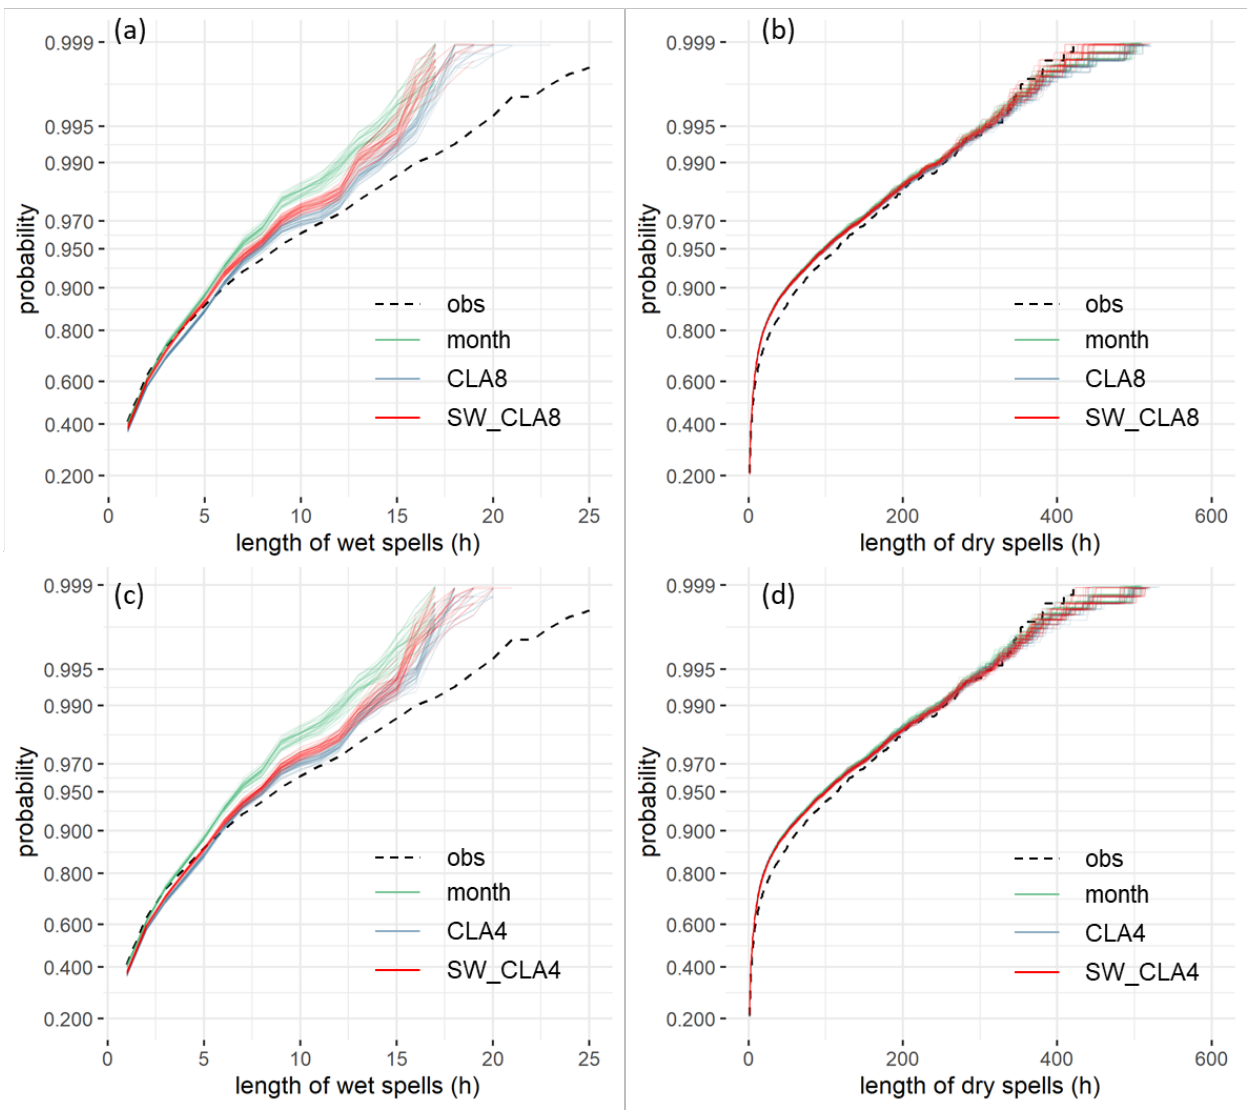 (a)
0.999
0.995
0.990
0.970
0.950
0.900
0.800
0.600
0.400
0.200
probability
obs
month
CLA8
SW_CLA8
0 5 10 15 20 25
length of wet spells (h)
(b)
0.999
0.995
0.990
0.970
0.950
0.900
0.800
0.600
0.400
0.200
probability
obs
month
CLA8
SW_CLA8
0 200 400 600
length of dry spells (h)
(c)
0.999
0.995
0.990
0.970
0.950
0.900
0.800
0.600
0.400
0.200
probability
obs
month
CLA4
SW_CLA4
0 5 10 15 20 25
length of wet spells (h)
(d)
0.999
0.995
0.990
0.970
0.950
0.900
0.800
0.600
0.400
0.200
probability
obs
month
CLA4
SW_CLA4
0 200 400 600
length of dry spells (h)